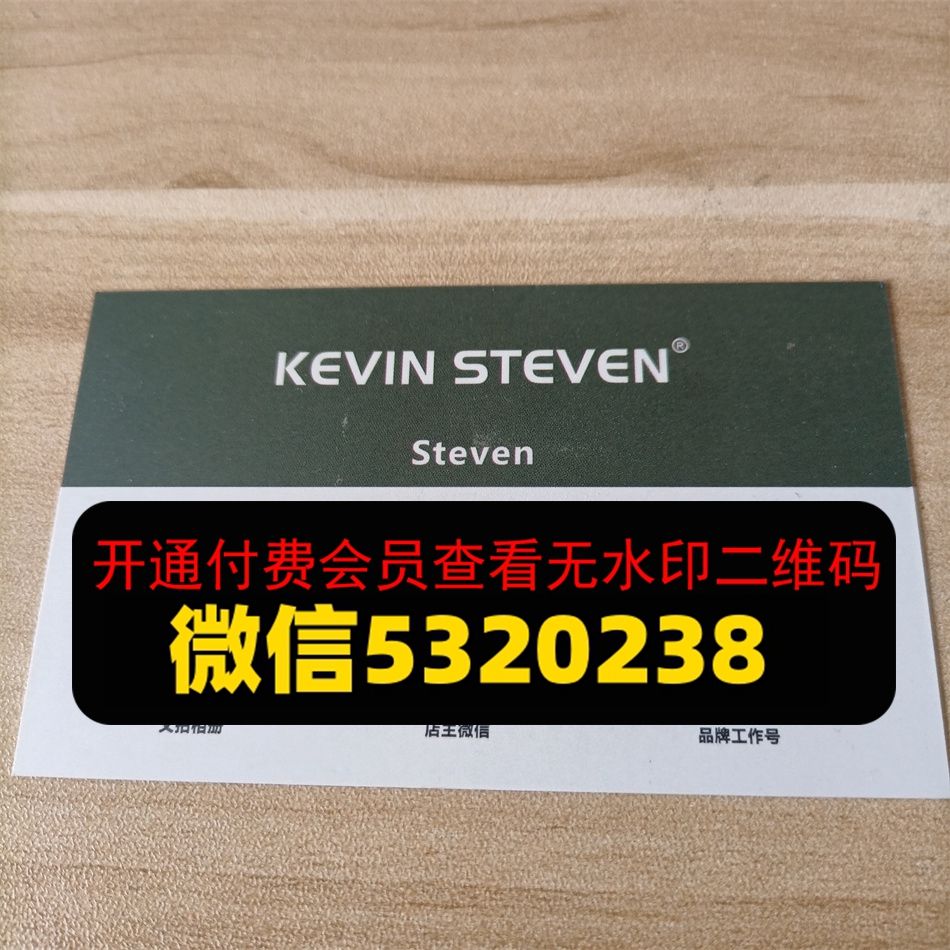 KEVIN STEVEN®
Steven
开通付费会员查看无水印二维码
微信5320238
店主微信
品牌工作号